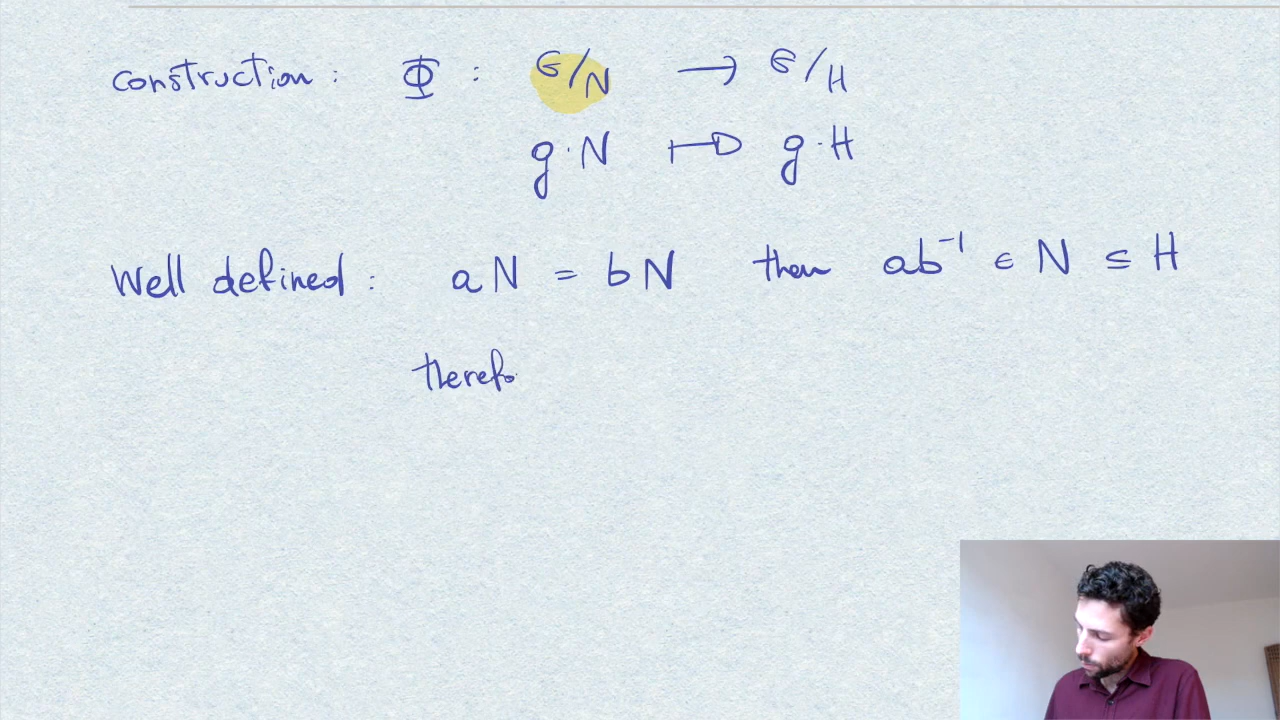 construction : Φ : G/N → G/H
g·N ↦ g·H
Well defined : aN = bN then ab⁻¹ ∈ N ≤ H
therefo